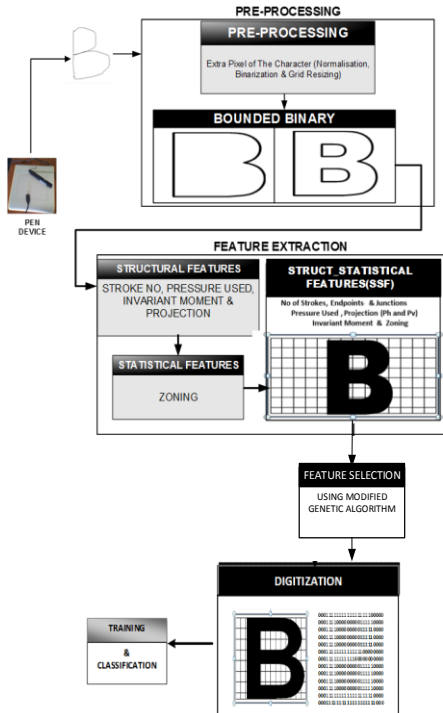 PRE-PROCESSING
PRE-PROCESSING
Extra Pixel of The Character (Normalisation,
Binarization & Grid Resizing)
BOUNDED BINARY
B
PEN
DEVICE
FEATURE EXTRACTION
STRUCTURAL FEATURES
STROKE NO, PRESSURE USED,
INVARIANT MOMENT &
PROJECTION
STATISTICAL FEATURES
ZONING
STRUCT_STATISTICAL
FEATURES(SSF)
No of Strokes, Endpoints & Junctions
Pressure Used , Projection (Ph and Pv)
Invariant Moment & Zoning
B
FEATURE SELECTION
USING MODIFIED
GENETIC ALGORITHM
DIGITIZATION
B
TRAINING
&
CLASSIFICATION